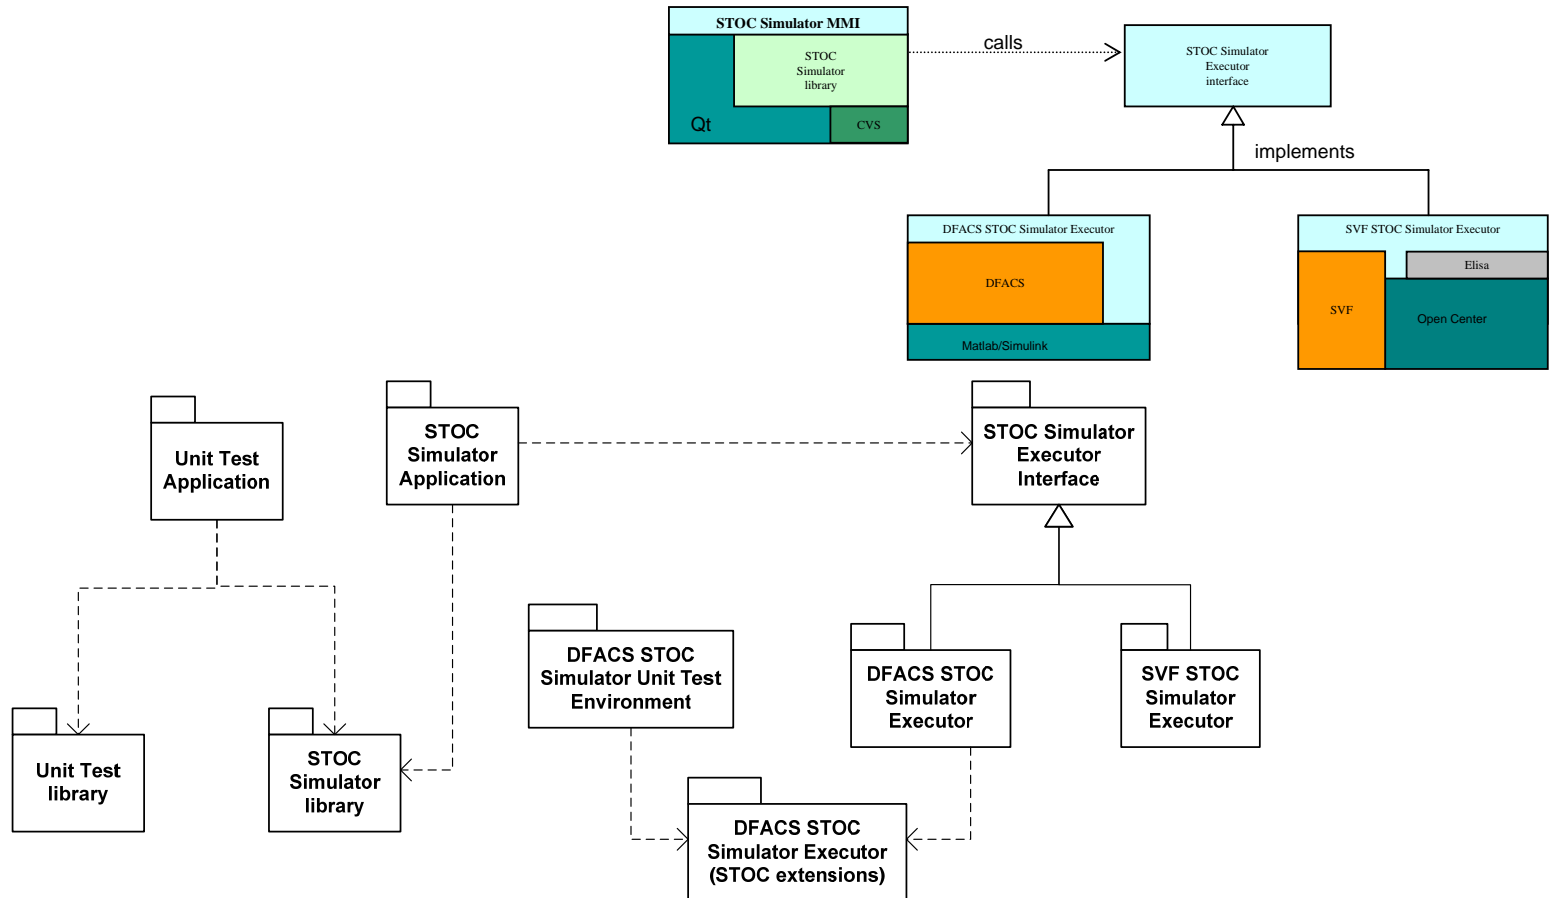 STOC Simulator MMI
STOC
Simulator
library
Qt
CVS
calls
STOC Simulator
Executor
interface
implements
DFACS STOC Simulator Executor
DFACS
Matlab/Simulink
SVF STOC Simulator Executor
Elisa
SVF
Open Center
Unit Test
Application
STOC
Simulator
Application
STOC Simulator
Executor
Interface
DFACS STOC
Simulator Unit Test
Environment
DFACS STOC
Simulator
Executor
SVF STOC
Simulator
Executor
Unit Test
library
STOC
Simulator
library
DFACS STOC
Simulator Executor
(STOC extensions)